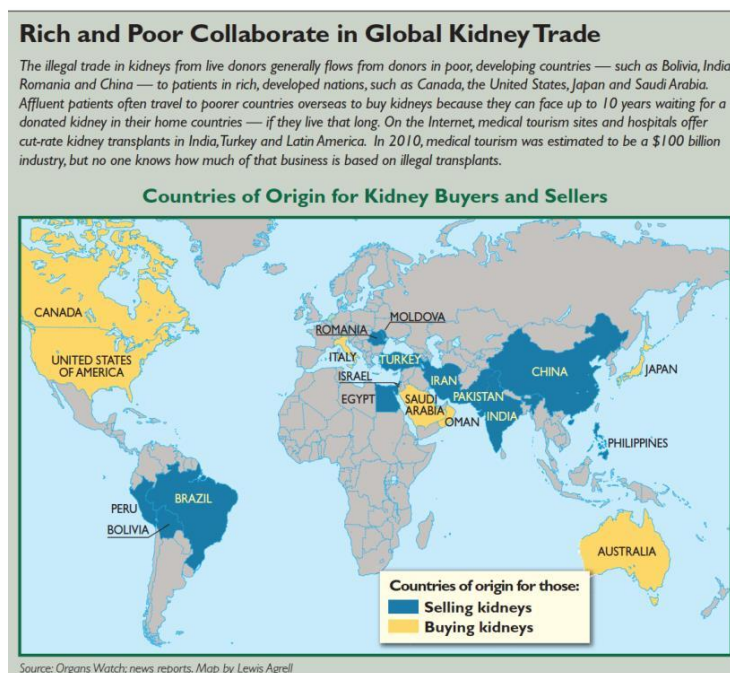 Rich and Poor Collaborate in Global Kidney Trade
The illegal trade in kidneys from live donors generally flows from donors in poor, developing countries — such as Bolivia, India
Romania and China — to patients in rich, developed nations, such as Canada, the United States, Japan and Saudi Arabia.
Affluent patients often travel to poorer countries overseas to buy kidneys because they can face up to 10 years waiting for a
donated kidney in their home countries — if they live that long. On the Internet, medical tourism sites and hospitals offer
cut-rate kidney transplants in India, Turkey and Latin America. In 2010, medical tourism was estimated to be a $100 billion
industry, but no one knows how much of that business is based on illegal transplants.
Countries of Origin for Kidney Buyers and Sellers
CANADA
UNITED STATES
OF AMERICA
MOLDOVA
ROMANIA
ITALY
TURKEY
ISRAEL
IRAN
CHINA
JAPAN
EGYPT
SAUDI
ARABIA
PAKISTAN
OMAN
INDIA
PHILIPPINES
PERU
BRAZIL
BOLIVIA
AUSTRALIA
Countries of origin for those:
Selling kidneys
Buying kidneys
Source: Organs Watch; news reports. Map by Lewis Agrell